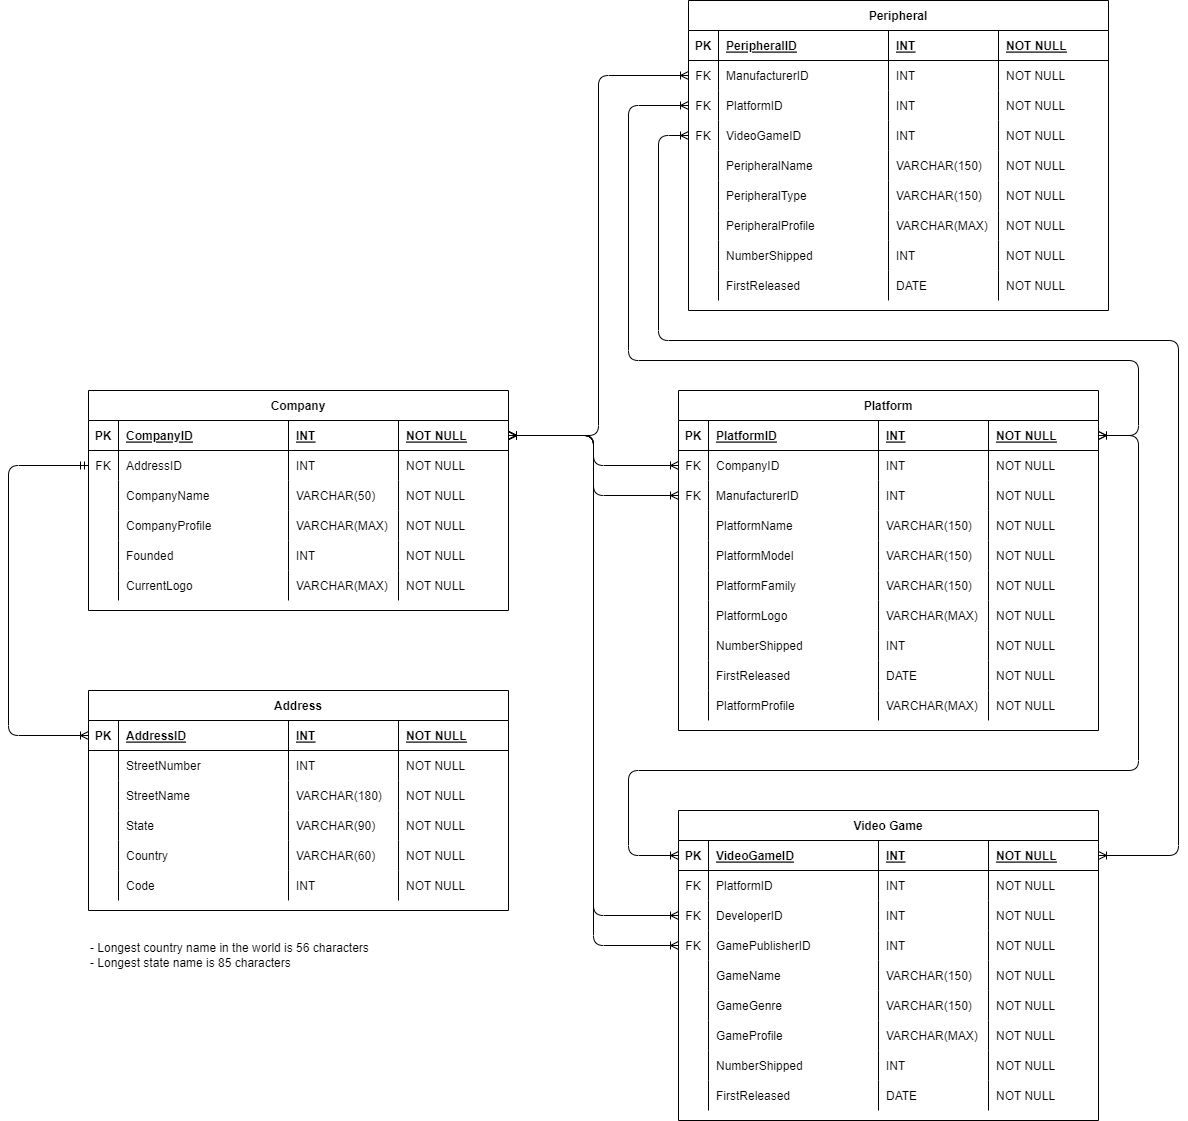 Peripheral
PK PeripheralID INT NOT NULL
FK ManufacturerID INT NOT NULL
FK PlatformID INT NOT NULL
FK VideoGameID INT NOT NULL
PeripheralName VARCHAR(150) NOT NULL
PeripheralType VARCHAR(150) NOT NULL
PeripheralProfile VARCHAR(MAX) NOT NULL
NumberShipped INT NOT NULL
FirstReleased DATE NOT NULL
Company
PK CompanyID INT NOT NULL
FK AddressID INT NOT NULL
CompanyName VARCHAR(50) NOT NULL
CompanyProfile VARCHAR(MAX) NOT NULL
Founded INT NOT NULL
CurrentLogo VARCHAR(MAX) NOT NULL
Platform
PK PlatformID INT NOT NULL
FK CompanyID INT NOT NULL
FK ManufacturerID INT NOT NULL
PlatformName VARCHAR(150) NOT NULL
PlatformModel VARCHAR(150) NOT NULL
PlatformFamily VARCHAR(150) NOT NULL
PlatformLogo VARCHAR(MAX) NOT NULL
NumberShipped INT NOT NULL
FirstReleased DATE NOT NULL
PlatformProfile VARCHAR(MAX) NOT NULL
Address
PK AddressID INT NOT NULL
StreetNumber INT NOT NULL
StreetName VARCHAR(180) NOT NULL
State VARCHAR(90) NOT NULL
Country VARCHAR(60) NOT NULL
Code INT NOT NULL
- Longest country name in the world is 56 characters
- Longest state name is 85 characters
Video Game
PK VideoGameID INT NOT NULL
FK PlatformID INT NOT NULL
FK DeveloperID INT NOT NULL
FK GamePublisherID INT NOT NULL
GameName VARCHAR(150) NOT NULL
GameGenre VARCHAR(150) NOT NULL
GameProfile VARCHAR(MAX) NOT NULL
NumberShipped INT NOT NULL
FirstReleased DATE NOT NULL